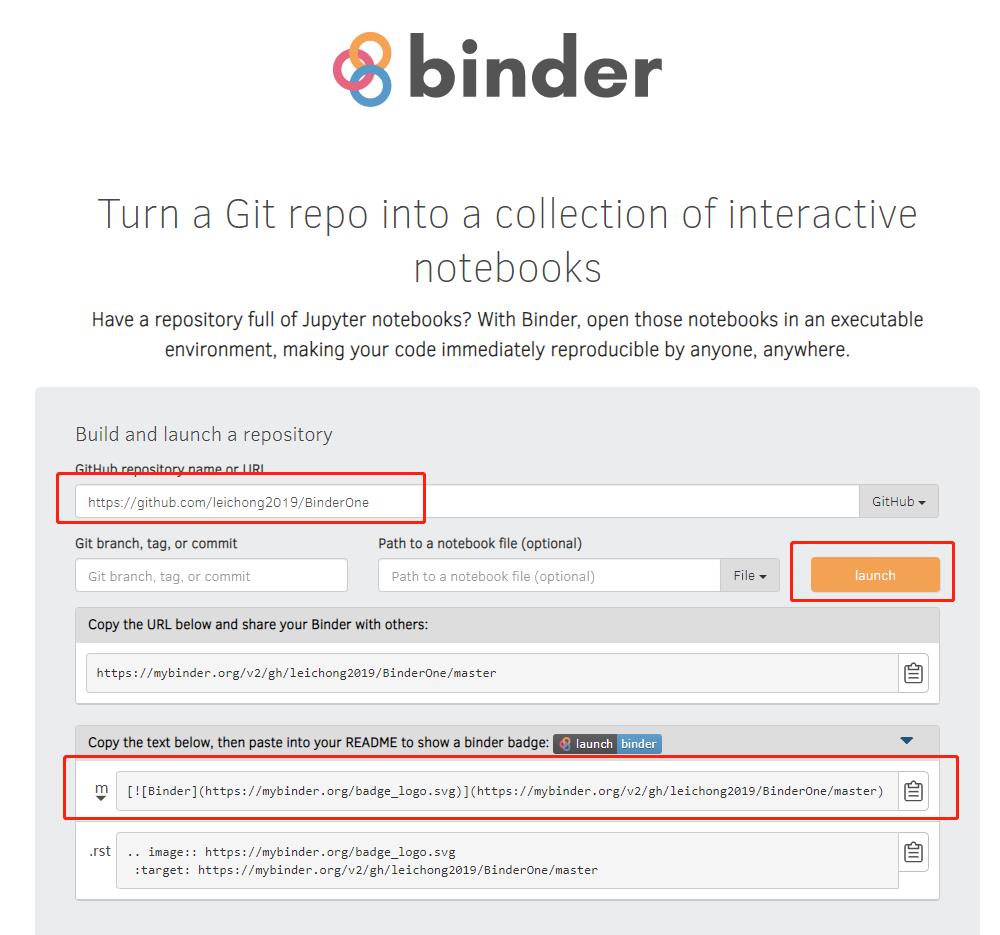 binder
Turn a Git repo into a collection of interactive
notebooks
Have a repository full of Jupyter notebooks? With Binder, open those notebooks in an executable
environment, making your code immediately reproducible by anyone, anywhere.
Build and launch a repository
GitHub repository name or URL
https://github.com/leichong2019/BinderOne
GitHub
Git branch, tag, or commit
Path to a notebook file (optional)
Git branch, tag, or commit
Path to a notebook file (optional)
File
launch
Copy the URL below and share your Binder with others:
https://mybinder.org/v2/gh/leichong2019/BinderOne/master
Copy the text below, then paste into your README to show a binder badge: launch binder
m
[![Binder](https://mybinder.org/badge_logo.svg)](https://mybinder.org/v2/gh/leichong2019/BinderOne/master)
.rst
.. image:: https://mybinder.org/badge_logo.svg
:target: https://mybinder.org/v2/gh/leichong2019/BinderOne/master